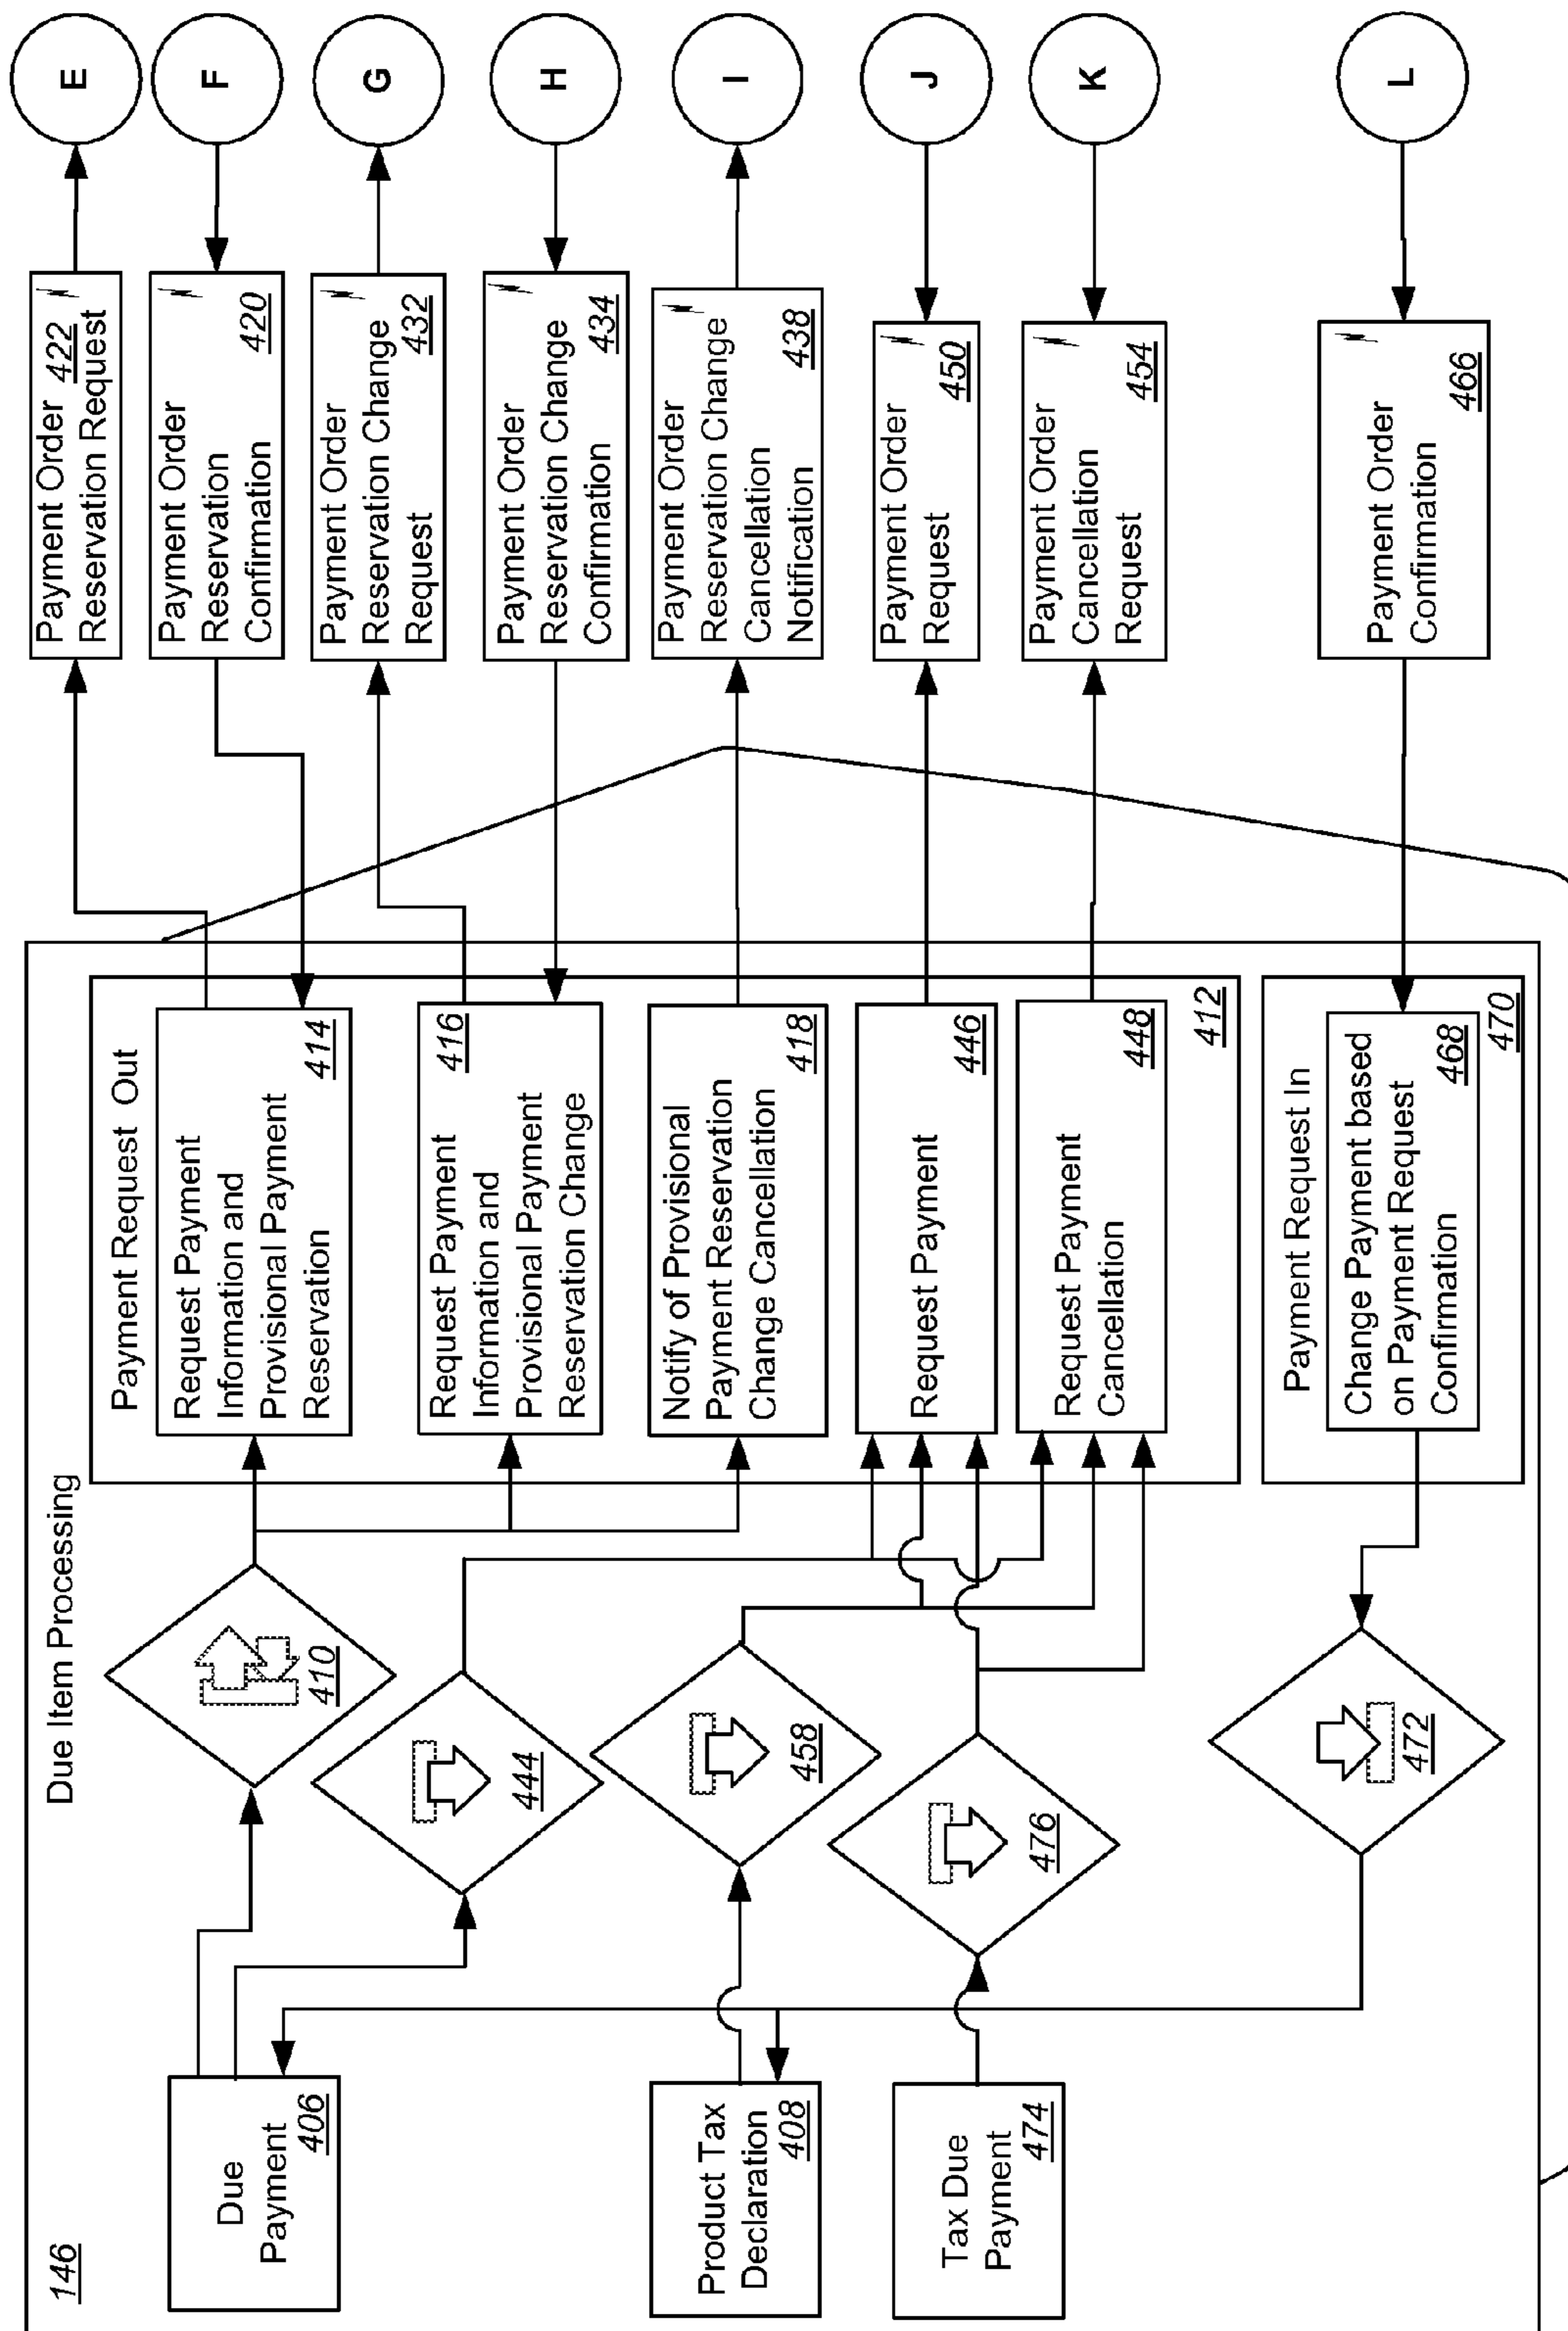 146
Due Item Processing
Due
Payment
406
Product Tax
Declaration
408
Tax Due
Payment
474
410
444
458
476
472
Payment Request Out
Request Payment
Information and
Provisional Payment
Reservation
414
Request Payment
Information and
Provisional Payment
Reservation Change
416
Notify of Provisional
Payment Reservation
Change Cancellation
418
Request Payment
446
Request Payment
Cancellation
448
412
Payment Request In
Change Payment based
on Payment Request
Confirmation
468
470
Payment Order 422
Reservation Request
Payment Order
Reservation
Confirmation
420
Payment Order
Reservation Change
Request
432
Payment Order
Reservation Change
Confirmation
434
Payment Order
Reservation Change
Cancellation
Notification
438
Payment Order
Request
450
Payment Order
Cancellation
Request
454
Payment Order
Confirmation
466
E
F
G
H
I
J
K
L